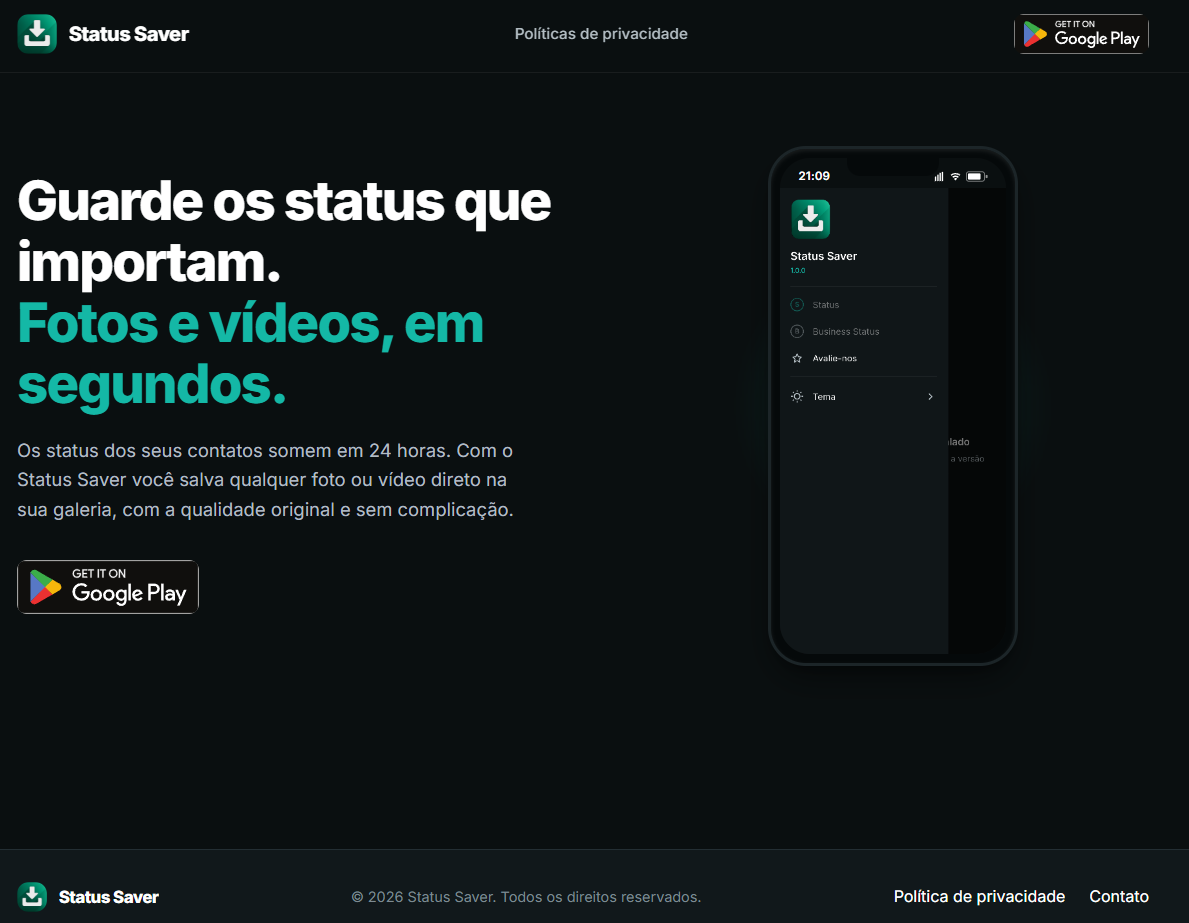 Status Saver
Políticas de privacidade
GET IT ON
Google Play
Guarde os status que
importam.
Fotos e vídeos, em
segundos.
Os status dos seus contatos somem em 24 horas. Com o
Status Saver você salva qualquer foto ou vídeo direto na
sua galeria, com a qualidade original e sem complicação.
GET IT ON
Google Play
21:09
Status Saver
1.0.0
S Status
B Business Status
Avalie-nos
Tema
lado
a versão
Status Saver
© 2026 Status Saver. Todos os direitos reservados.
Política de privacidade
Contato